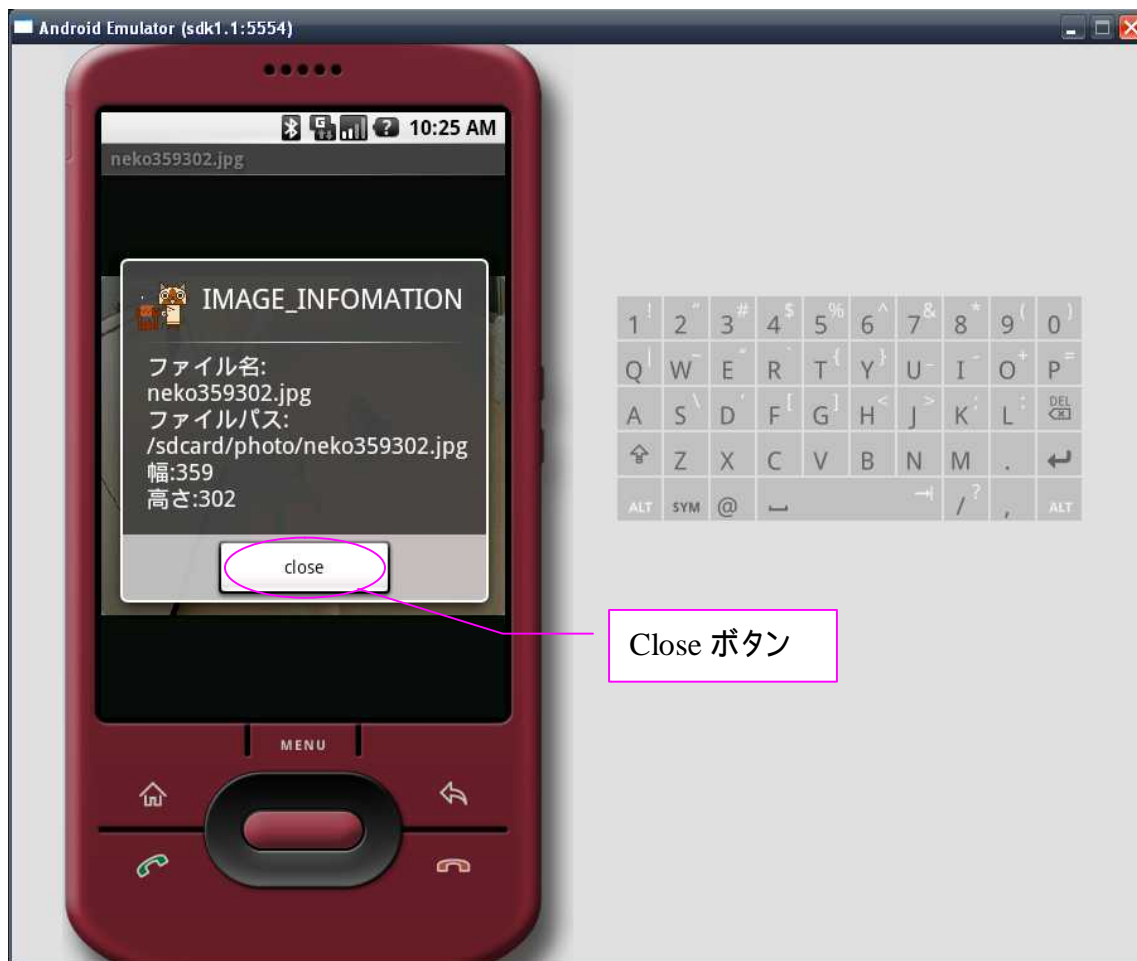 Android Emulator (sdk1.1:5554)
10:25 AM
neko359302.jpg
IMAGE_INFOMATION
ファイル名:
neko359302.jpg
ファイルパス:
/sdcard/photo/neko359302.jpg
幅:359
高さ:302
close
Close ボタン
MENU
1 ! 2 " 3 # 4 $ 5 % 6 ^ 7 & 8 * 9 ( 0 )
Q | W ~ E " R ` T { Y } U _ I - O + P =
A S \ D ' F [ G ] H < J > K ; L : DEL
Z X C V B N M .
ALT SYM @ / ? , ALT